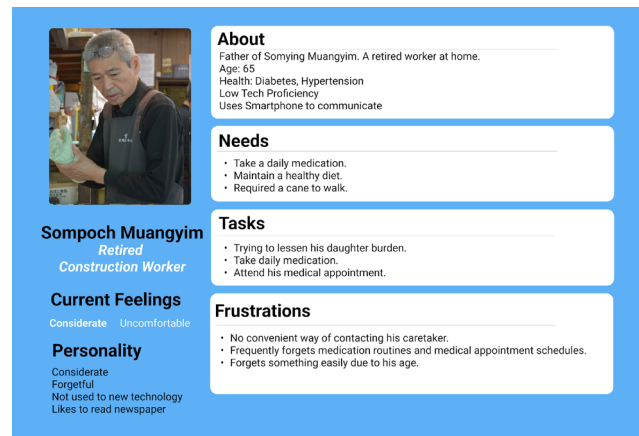 About
Father of Somying Muangyim. A retired worker at home.
Age: 65
Health: Diabetes, Hypertension
Low Tech Proficiency
Uses Smartphone to communicate
Needs
• Take a daily medication.
• Maintain a healthy diet.
• Required a cane to walk.
Sompoch Muangyim
Retired
Construction Worker
Tasks
• Trying to lessen his daughter burden.
• Take daily medication.
• Attend his medical appointment.
Current Feelings
Considerate Uncomfortable
Frustrations
• No convenient way of contacting his caretaker.
• Frequently forgets medication routines and medical appointment schedules.
• Forgets something easily due to his age.
Personality
Considerate
Forgetful
Not used to new technology
Likes to read newspaper